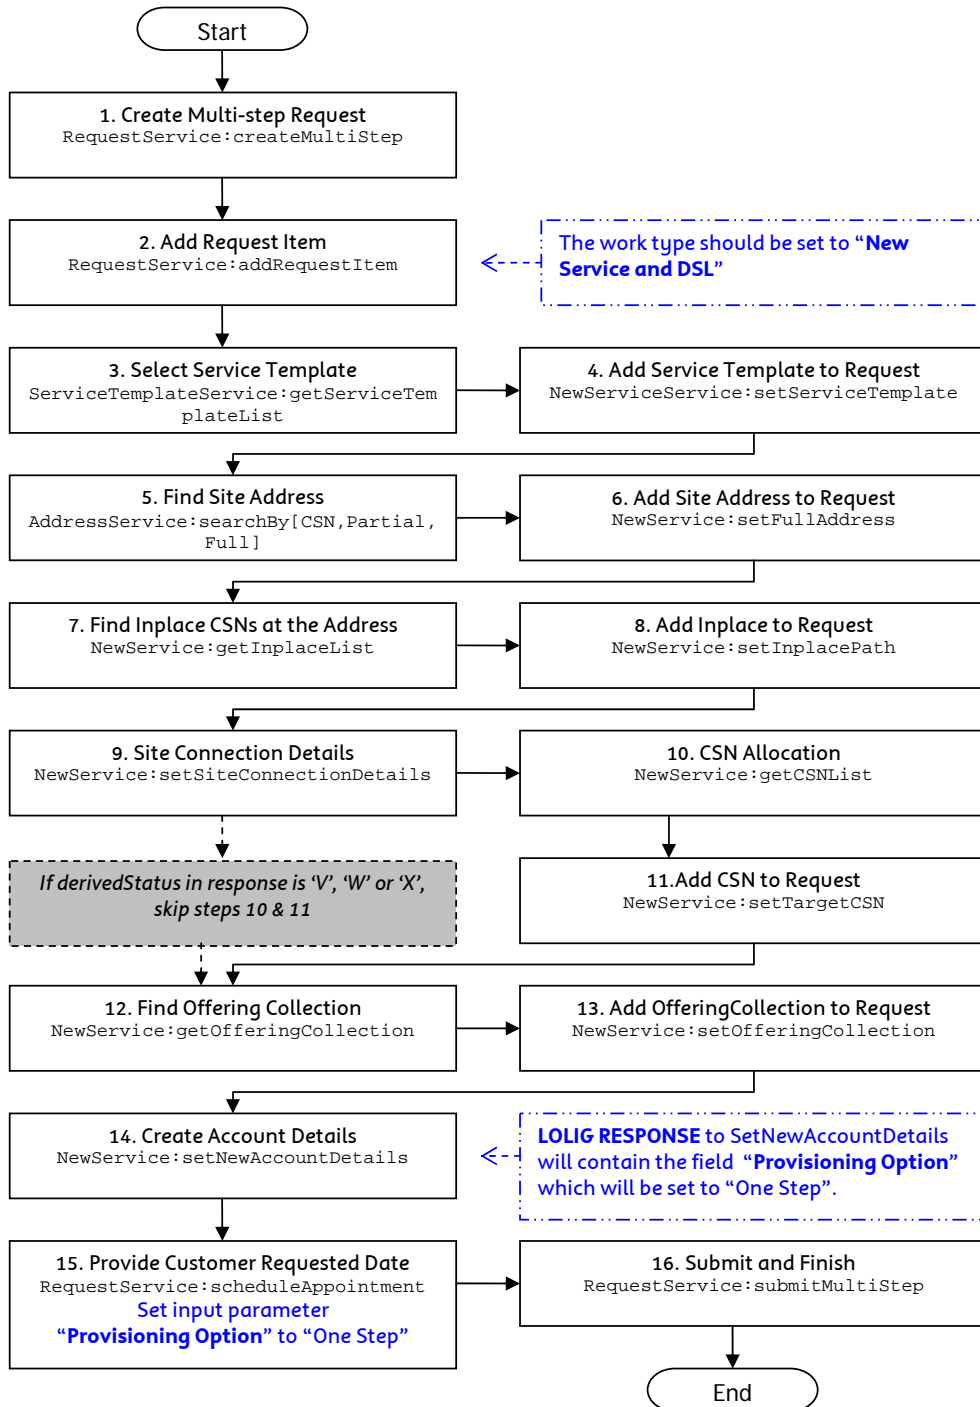 Start
1. Create Multi-step Request
RequestService:createMultiStep
2. Add Request Item
RequestService:addRequestItem
The work type should be set to “New
Service and DSL”
3. Select Service Template
ServiceTemplateService:getServiceTem
plateList
4. Add Service Template to Request
NewServiceService:setServiceTemplate
5. Find Site Address
AddressService:searchBy[CSN,Partial,
Full]
6. Add Site Address to Request
NewService:setFullAddress
7. Find Inplace CSNs at the Address
NewService:getInplaceList
8. Add Inplace to Request
NewService:setInplacePath
9. Site Connection Details
NewService:setSiteConnectionDetails
10. CSN Allocation
NewService:getCSNList
If derivedStatus in response is ‘V’, ‘W’ or ‘X’,
skip steps 10 & 11
11.Add CSN to Request
NewService:setTargetCSN
12. Find Offering Collection
NewService:getOfferingCollection
13. Add OfferingCollection to Request
NewService:setOfferingCollection
14. Create Account Details
NewService:setNewAccountDetails
LOLIG RESPONSE to SetNewAccountDetails
will contain the field “Provisioning Option”
which will be set to “One Step”.
15. Provide Customer Requested Date
RequestService:scheduleAppointment
Set input parameter
“Provisioning Option” to “One Step”
16. Submit and Finish
RequestService:submitMultiStep
End